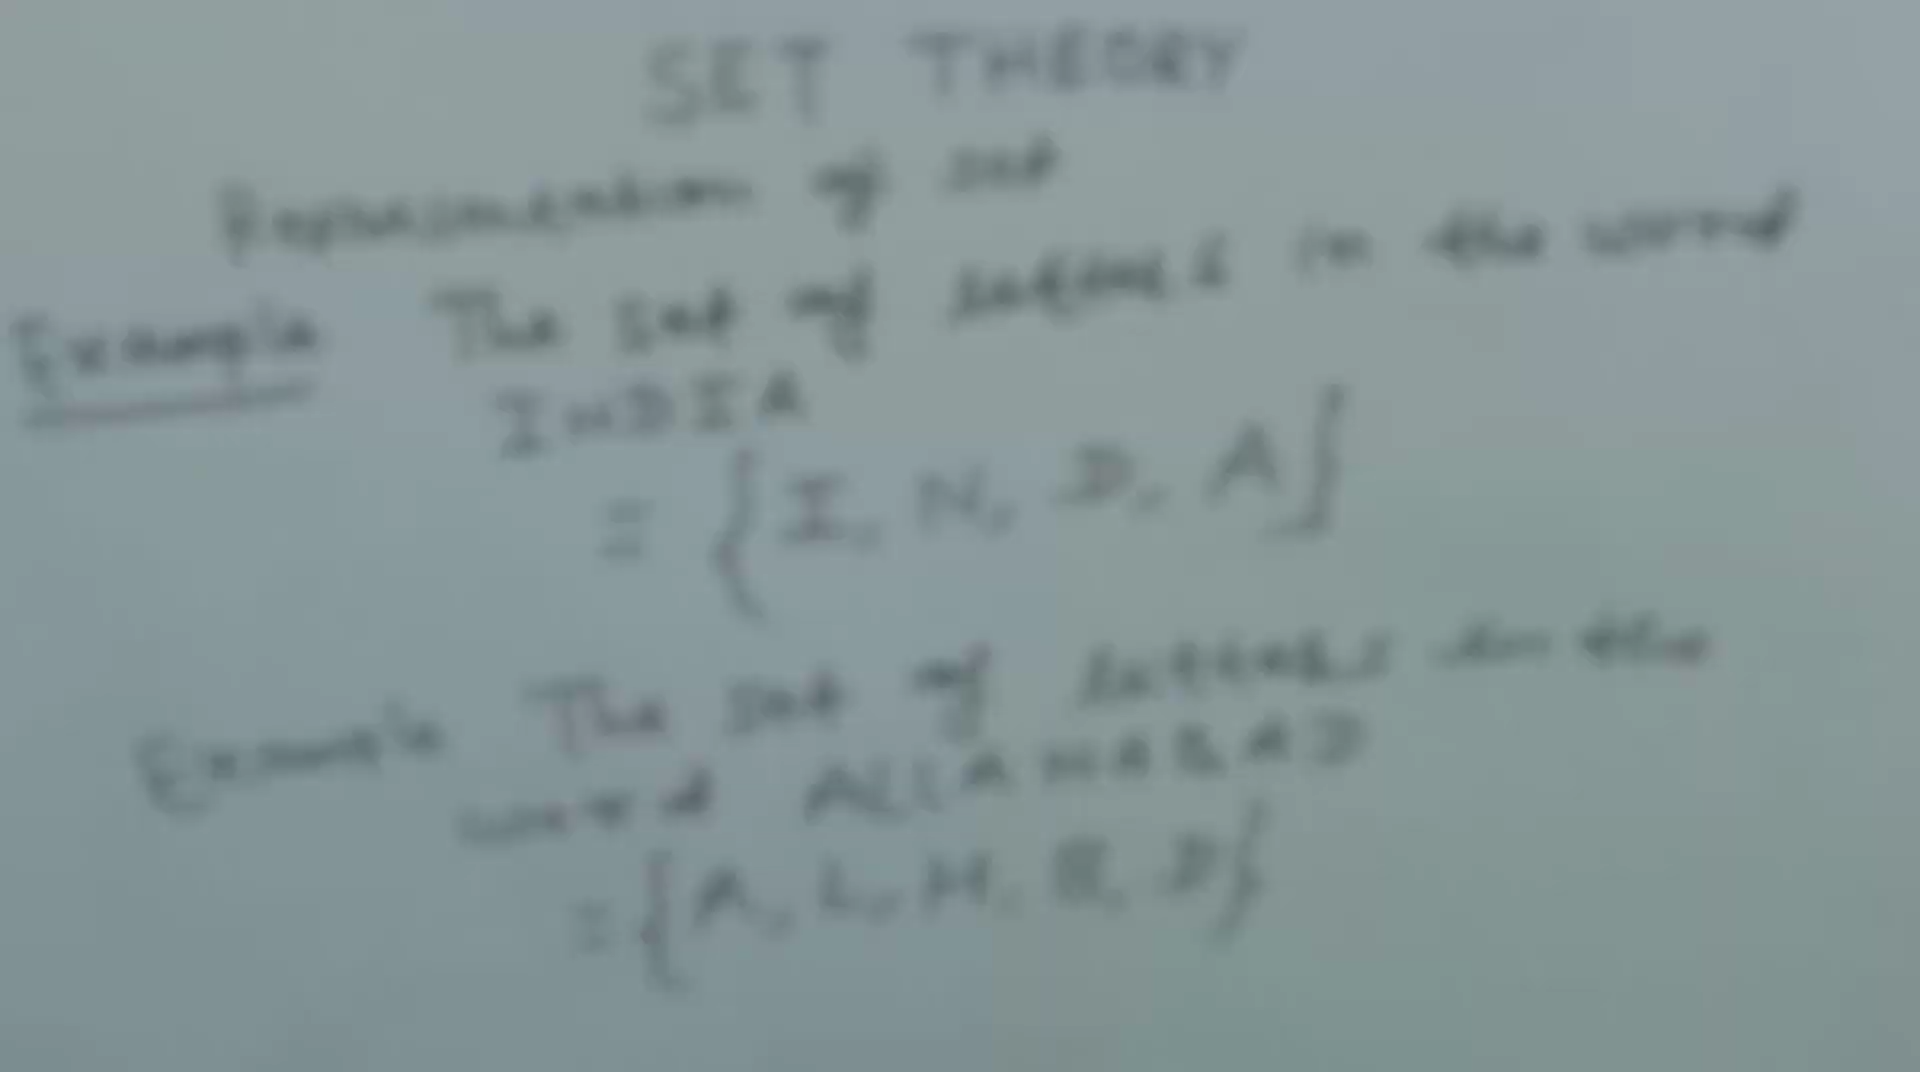 SET THEORY
Representation of set
Example The set of letters in the word
INDIA
= {I, N, D, A}
Example The set of letters in the
word ALLAHABAD
= {A, L, H, B, D}